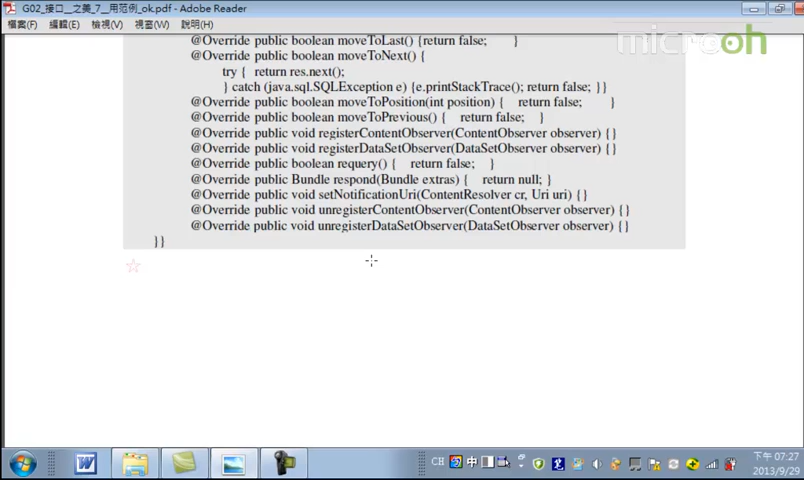 G02_接口__之美_7__用范例_ok.pdf - Adobe Reader
檔案(F) 編輯(E) 檢視(V) 視窗(W) 說明(H)
microoh
@Override public boolean moveToLast() {return false; }
@Override public boolean moveToNext() {
try { return res.next();
} catch (java.sql.SQLException e) {e.printStackTrace(); return false; }}
@Override public boolean moveToPosition(int position) { return false; }
@Override public boolean moveToPrevious() { return false; }
@Override public void registerContentObserver(ContentObserver observer) {}
@Override public void registerDataSetObserver(DataSetObserver observer) {}
@Override public boolean requery() { return false; }
@Override public Bundle respond(Bundle extras) { return null; }
@Override public void setNotificationUri(ContentResolver cr, Uri uri) {}
@Override public void unregisterContentObserver(ContentObserver observer) {}
@Override public void unregisterDataSetObserver(DataSetObserver observer) {}
}}
CH 中
下午 07:27
2013/9/29